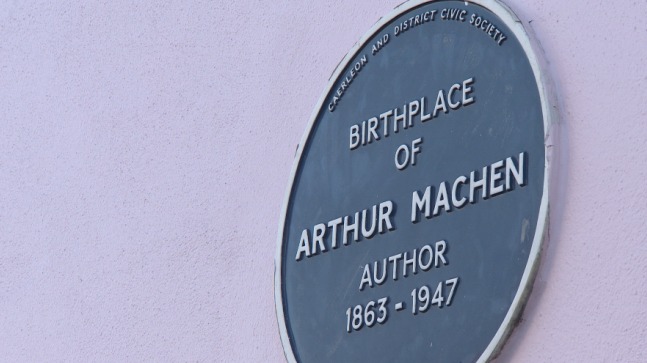 CAERLEON AND DISTRICT CIVIC SOCIETY
BIRTHPLACE
OF
ARTHUR MACHEN
AUTHOR
1863 - 1947